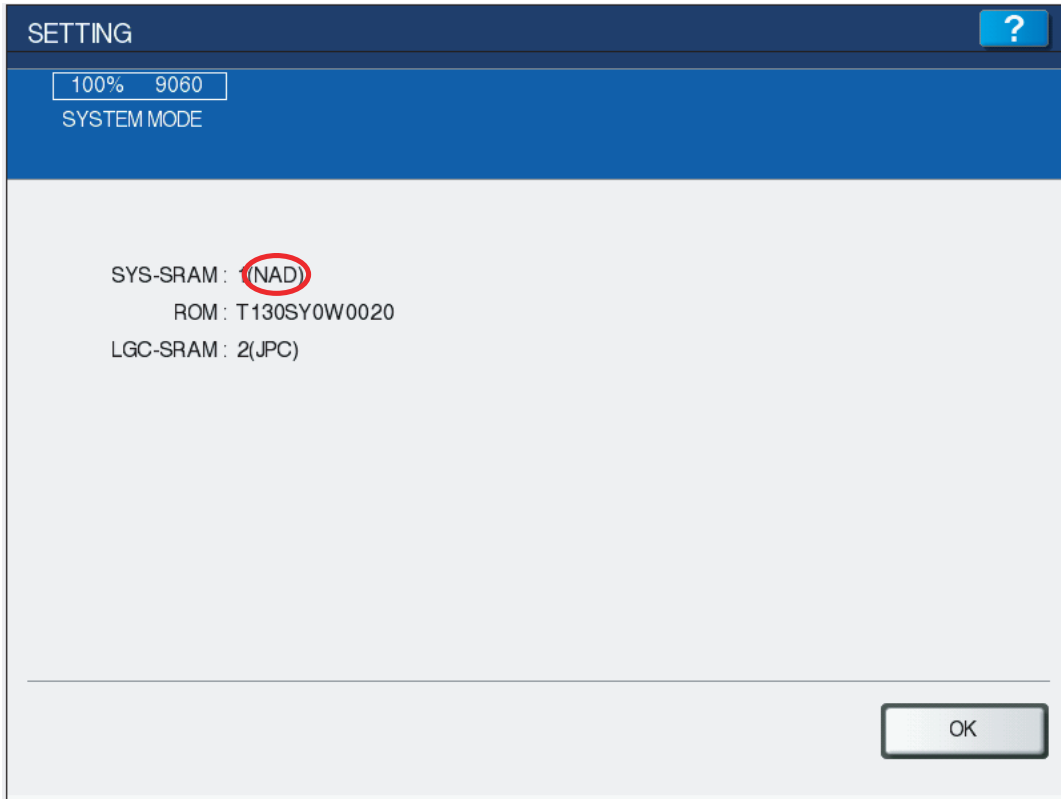 SETTING
?
100% 9060
SYSTEM MODE
SYS-SRAM : 1(NAD)
ROM : T130SY0W0020
LGC-SRAM : 2(JPC)
OK